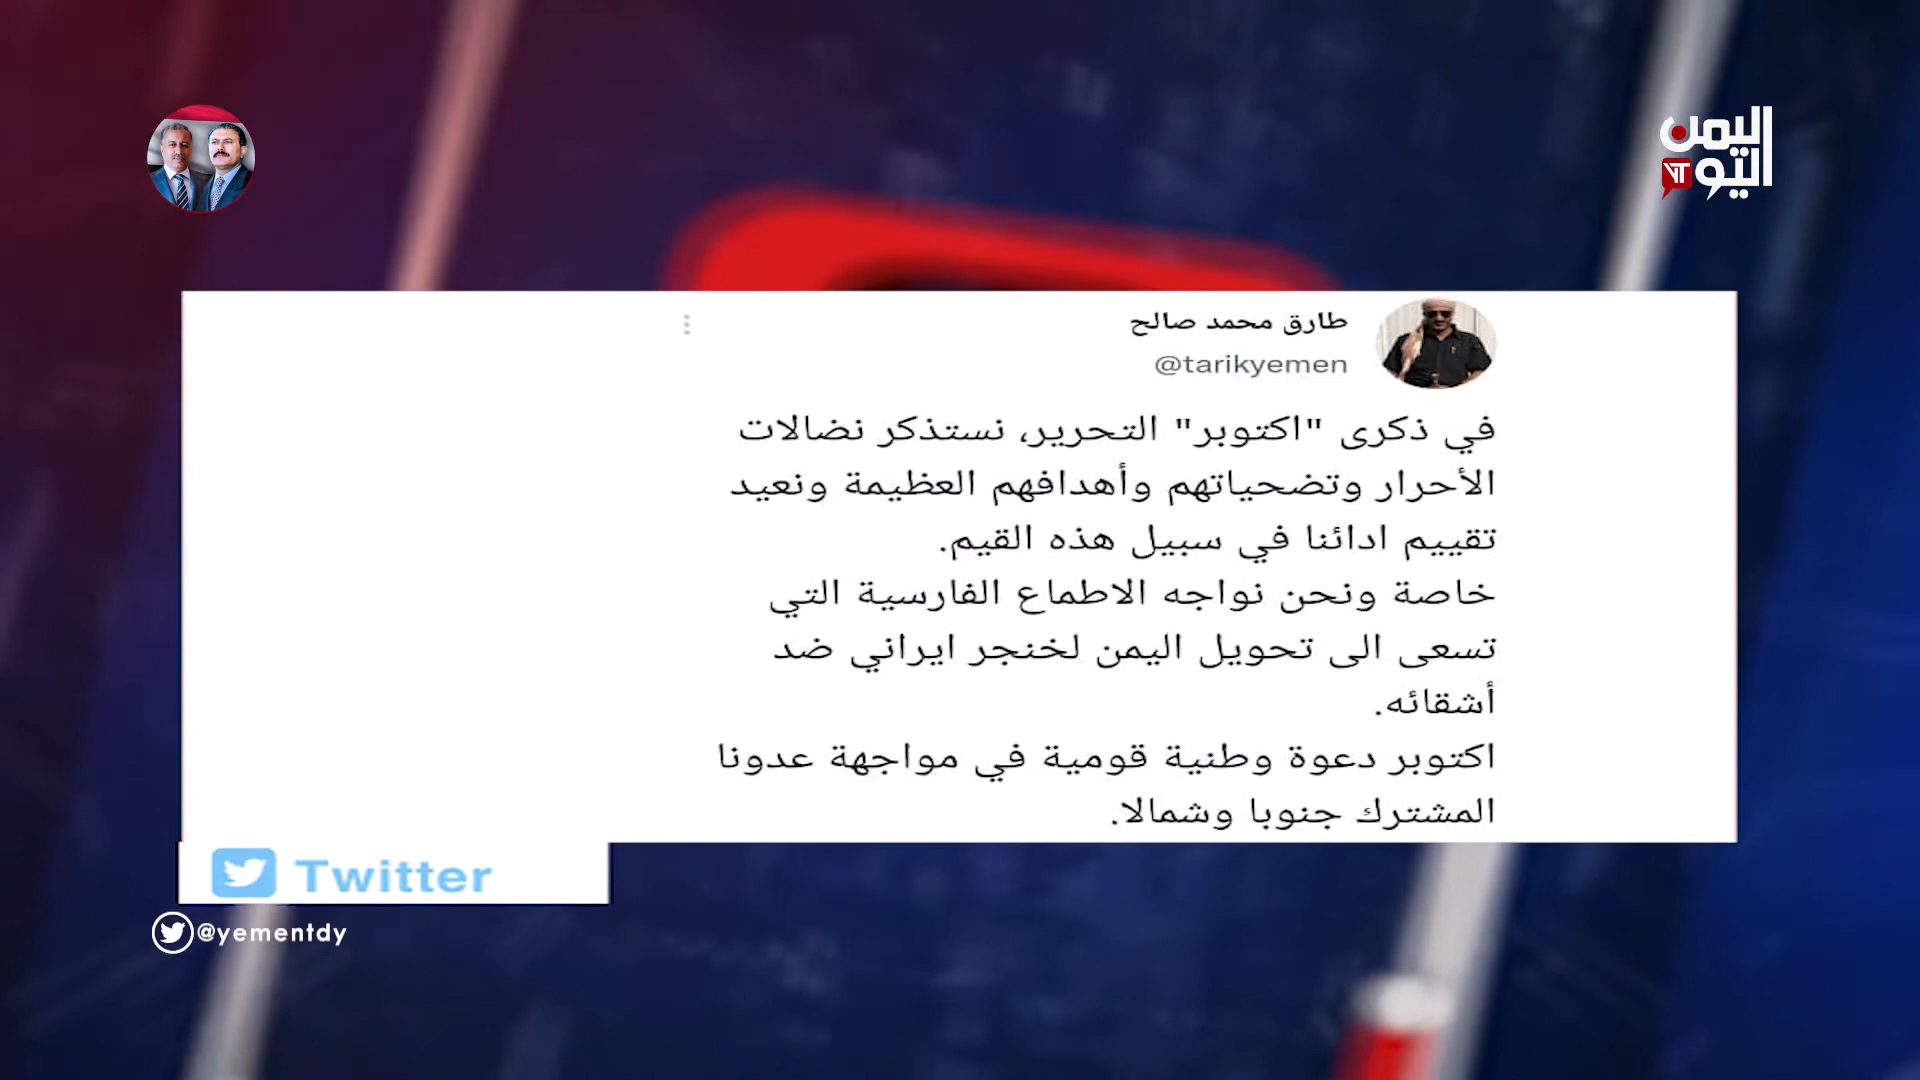 اليمن
اليوم
YT
طارق محمد صالح
@tarikyemen
في ذكرى "اكتوبر" التحرير، نستذكر نضالات
الأحرار وتضحياتهم وأهدافهم العظيمة ونعيد
تقييم ادائنا في سبيل هذه القيم.
خاصة ونحن نواجه الاطماع الفارسية التي
تسعى الى تحويل اليمن لخنجر ايراني ضد
أشقائه.
اكتوبر دعوة وطنية قومية في مواجهة عدونا
المشترك جنوبا وشمالا.
Twitter
@yementdy